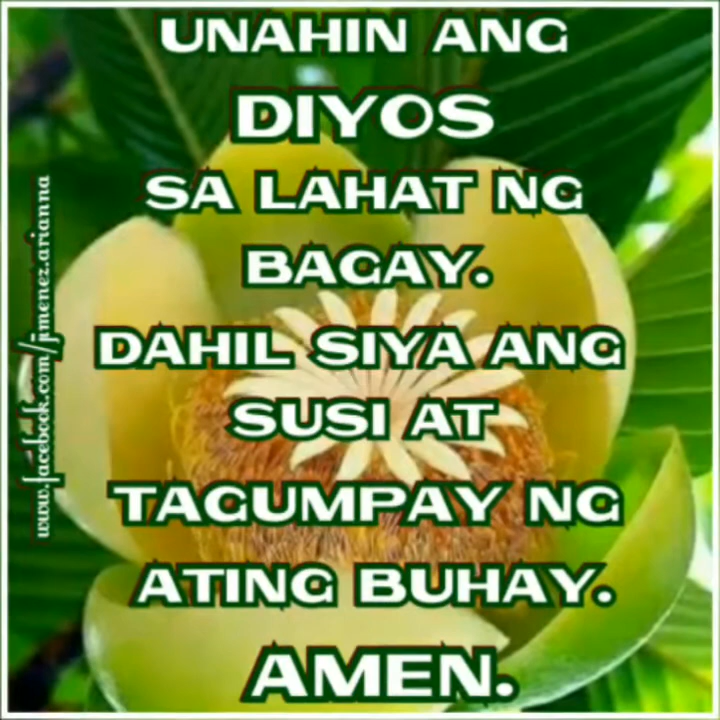 UNAHIN ANG
DIYOS
SA LAHAT NG
BAGAY.
DAHIL SIYA ANG
SUSI AT
TAGUMPAY NG
ATING BUHAY.
AMEN.
www.facebook.com/jimenez.arianna